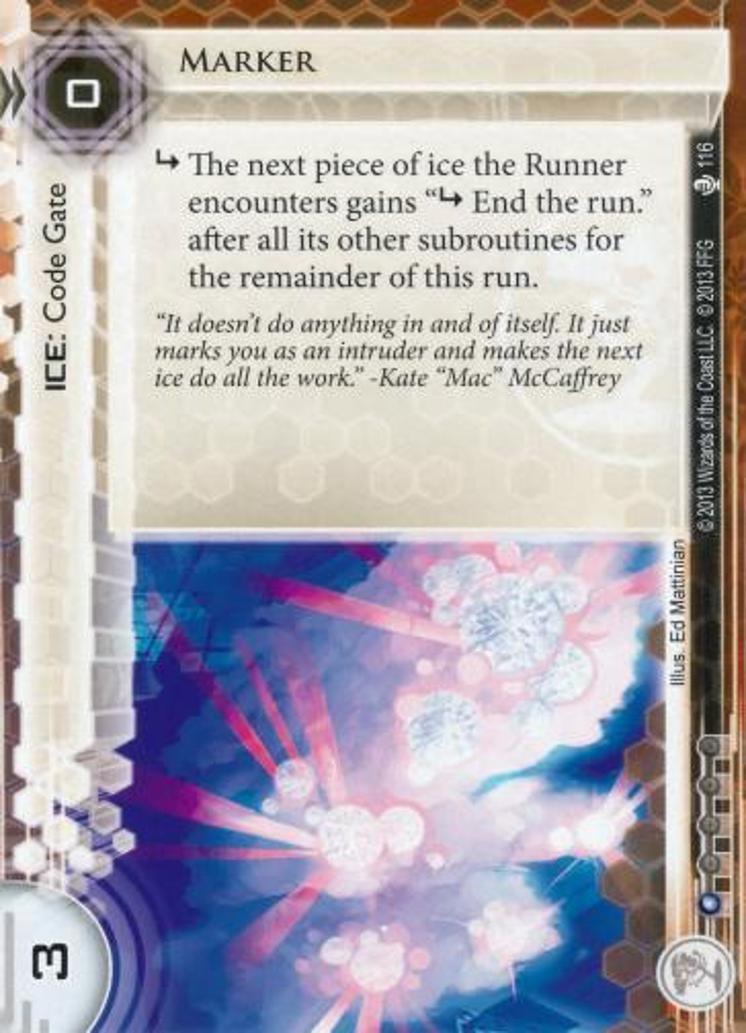 0
MARKER
↳ The next piece of ice the Runner
encounters gains “↳ End the run.”
after all its other subroutines for
the remainder of this run.
“It doesn't do anything in and of itself. It just
marks you as an intruder and makes the next
ice do all the work.” -Kate “Mac” McCaffrey
ICE: Code Gate
3
116
© 2013 Wizards of the Coast LLC. © 2013 FFG
Illus. Ed Mattinian